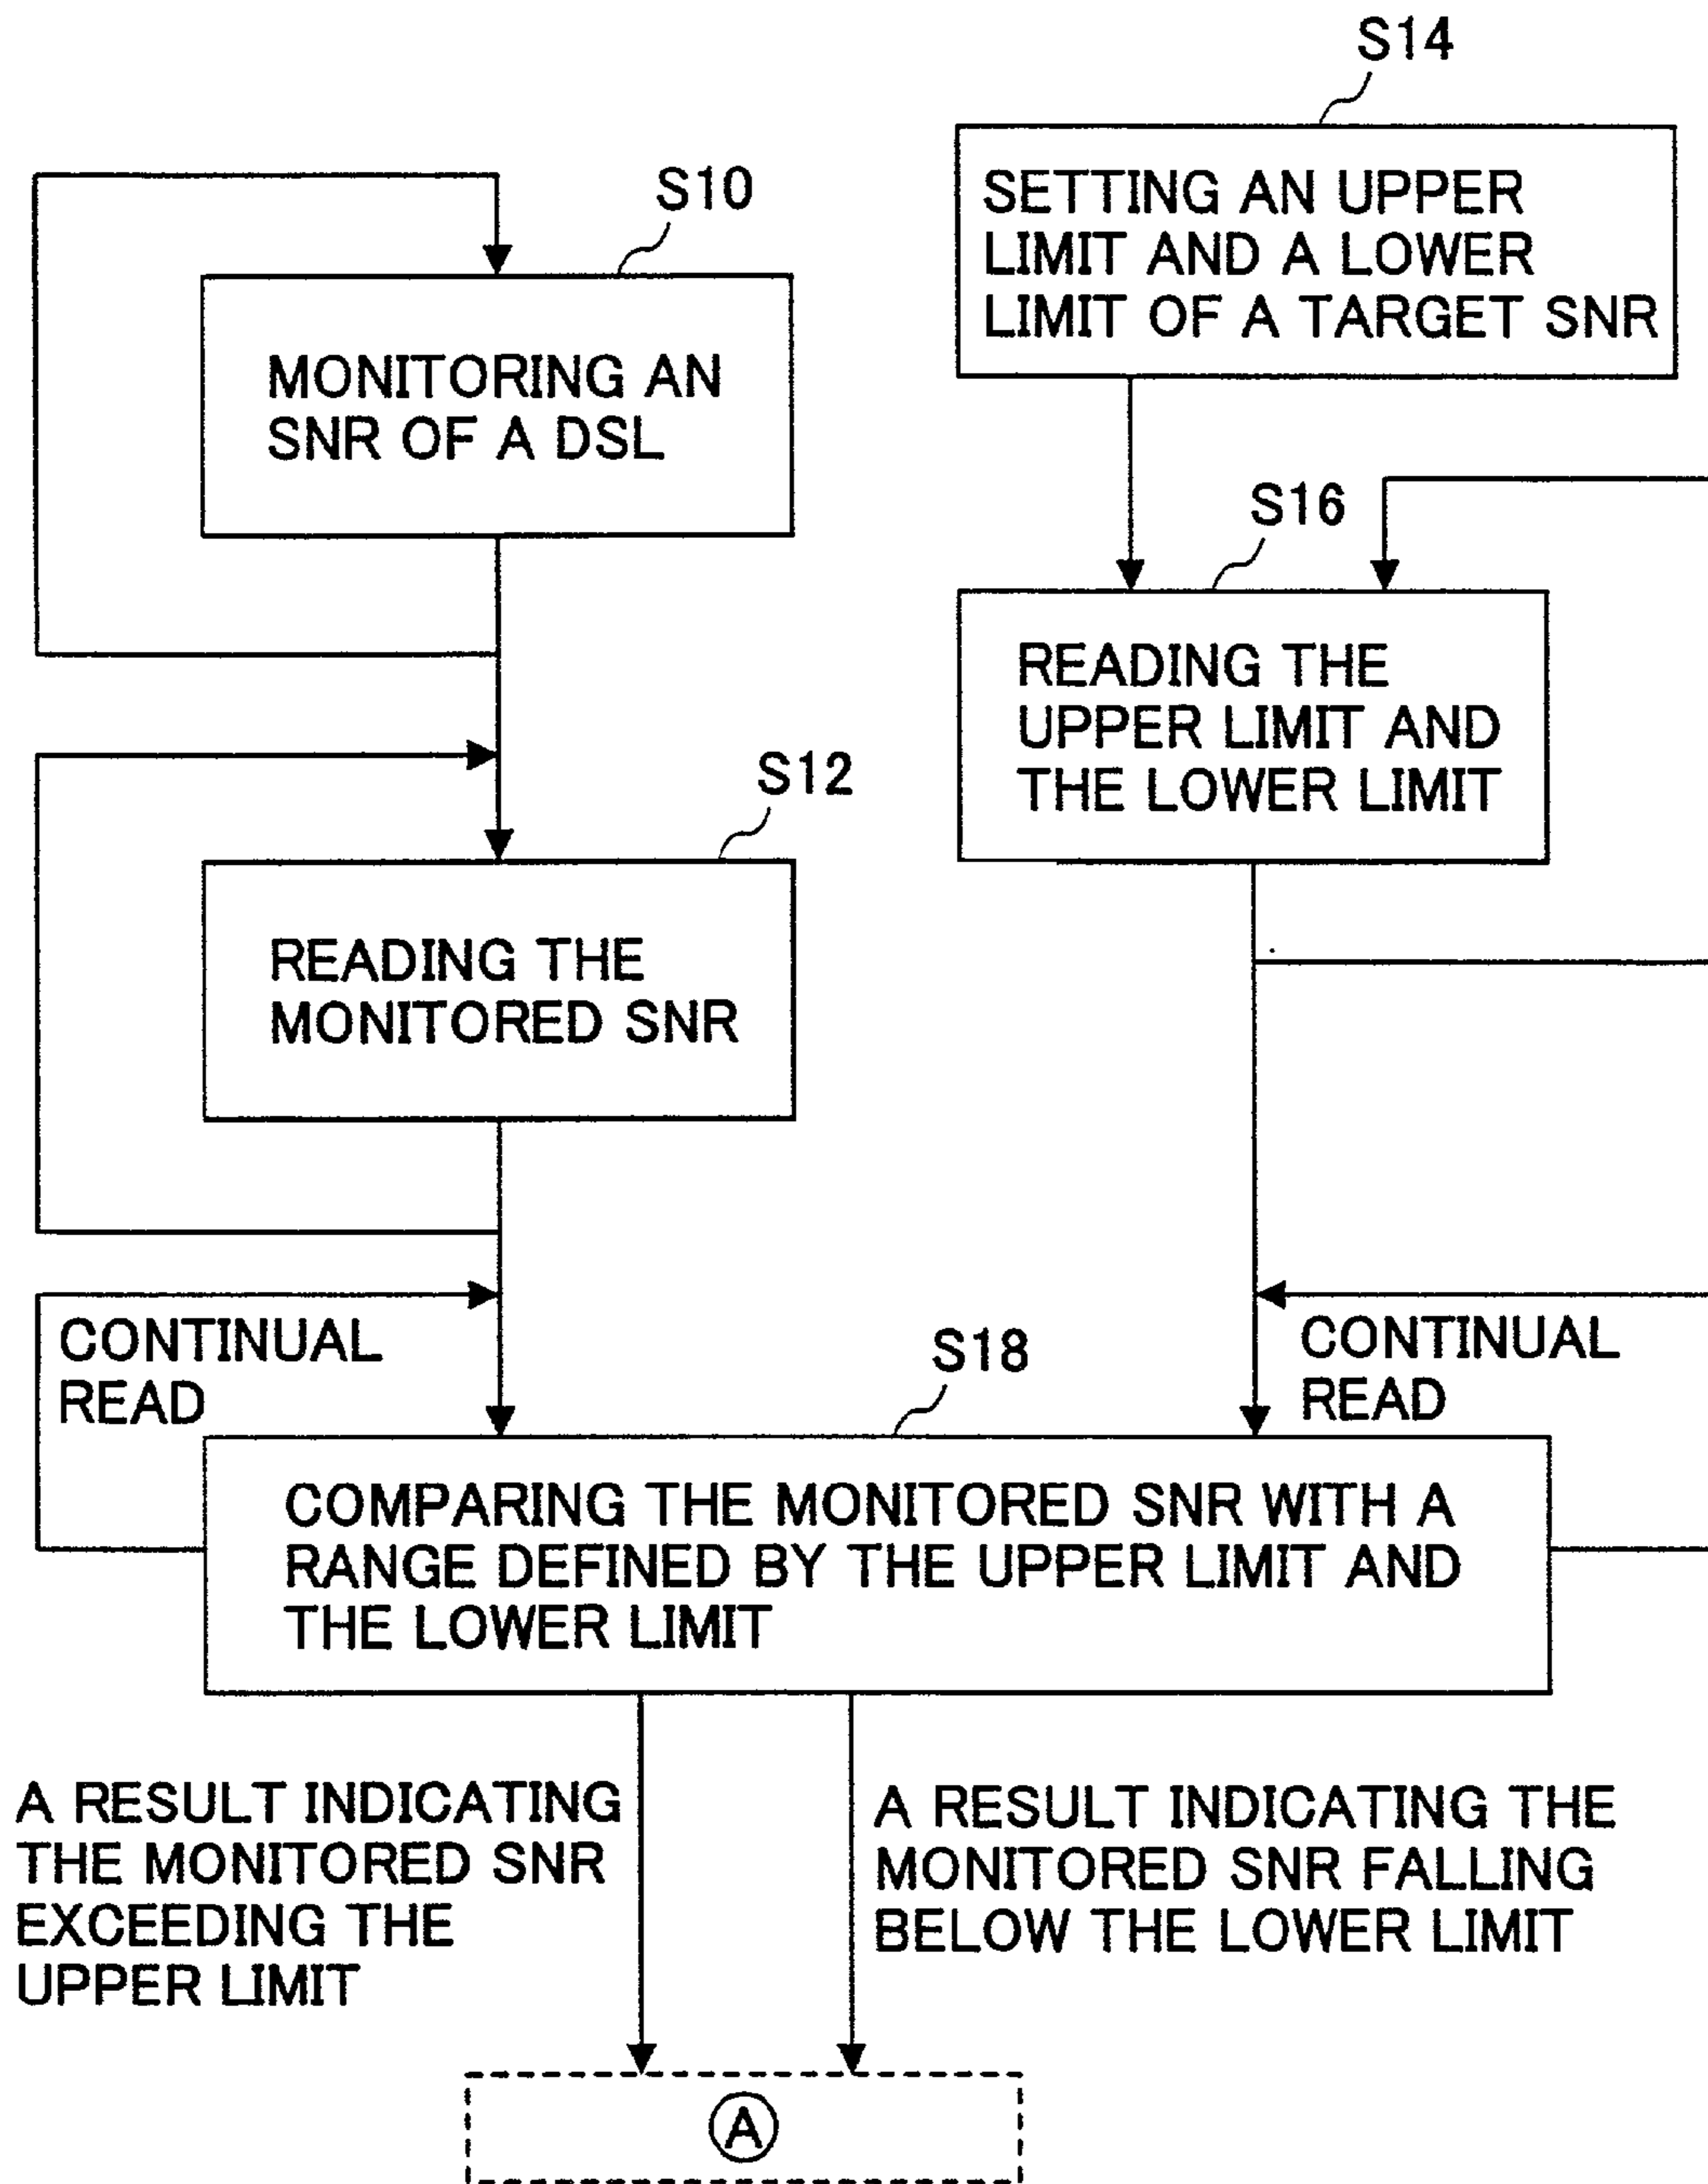 S14
S10
SETTING AN UPPER
LIMIT AND A LOWER
LIMIT OF A TARGET SNR
MONITORING AN
SNR OF A DSL
S16
READING THE
UPPER LIMIT AND
THE LOWER LIMIT
S12
READING THE
MONITORED SNR
CONTINUAL
READ
CONTINUAL
READ
S18
COMPARING THE MONITORED SNR WITH A
RANGE DEFINED BY THE UPPER LIMIT AND
THE LOWER LIMIT
A RESULT INDICATING
THE MONITORED SNR
EXCEEDING THE
UPPER LIMIT
A RESULT INDICATING THE
MONITORED SNR FALLING
BELOW THE LOWER LIMIT
A